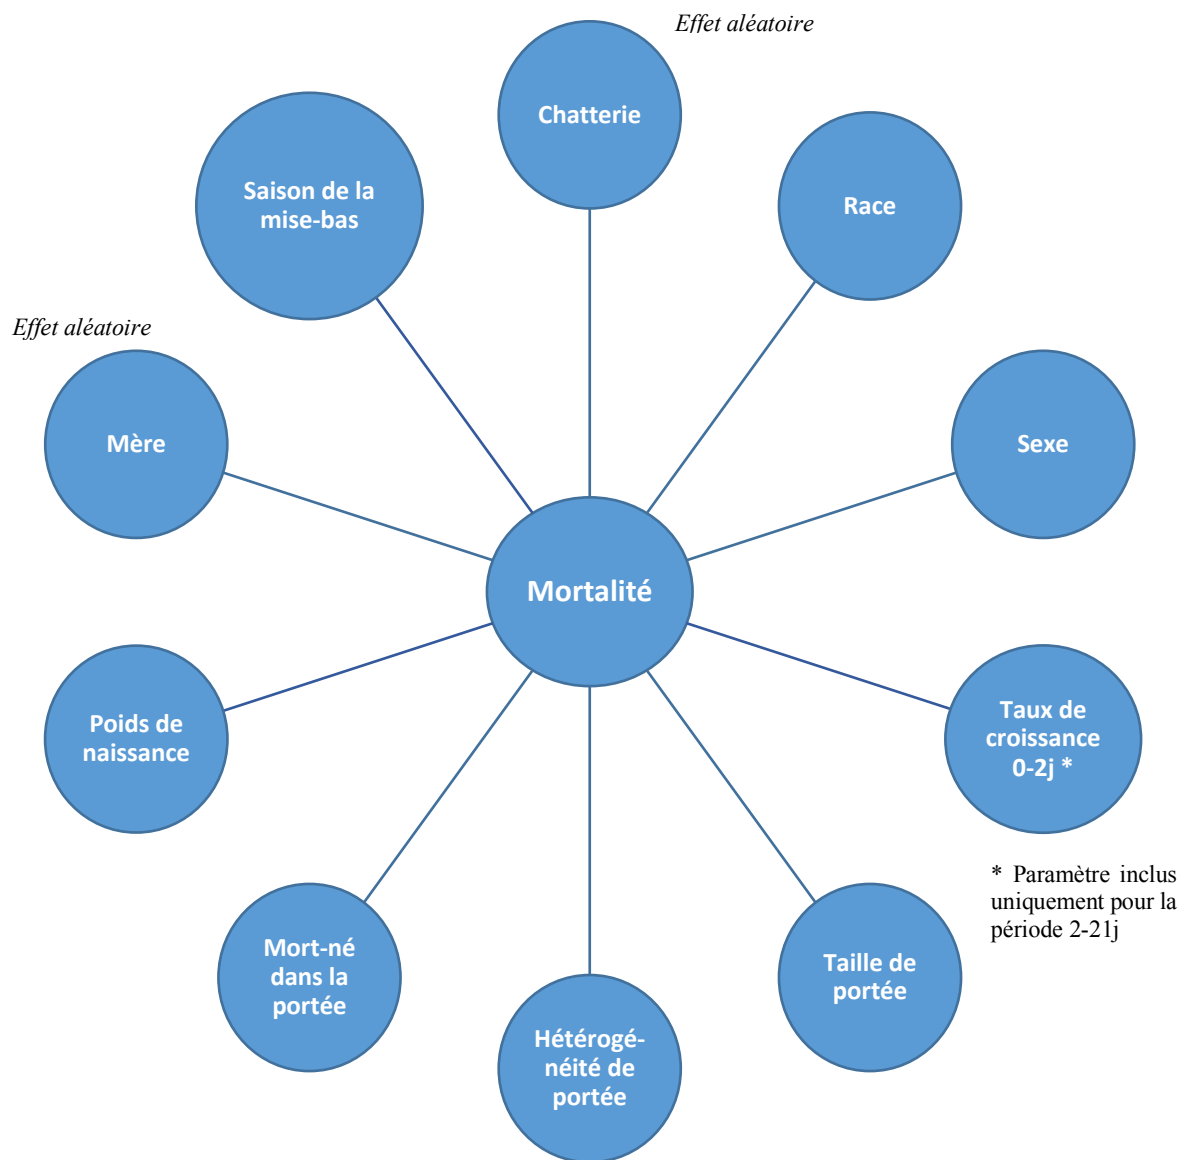 Effet aléatoire
Chatterie
Race
Saison de la
mise-bas
Effet aléatoire
Mère
Sexe
Mortalité
Poids de
naissance
Taux de
croissance
0-2j *
* Paramètre inclus
uniquement pour la
période 2-21j
Mort-né
dans la
portée
Taille de
portée
Hétérogé-
néité de
portée